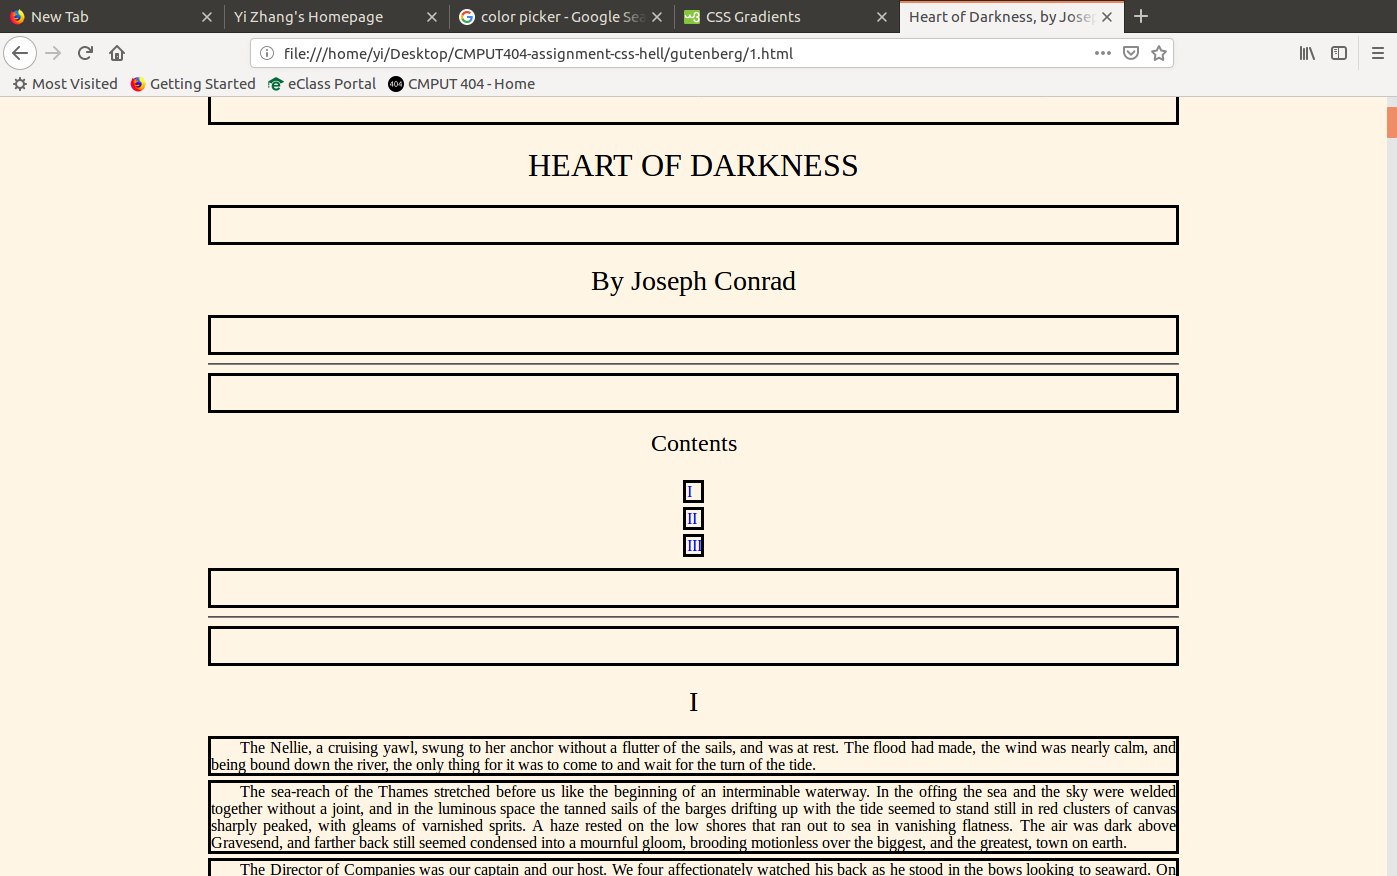 New Tab
Yi Zhang's Homepage
color picker - Google Sea
CSS Gradients
Heart of Darkness, by Josep
file:///home/yi/Desktop/CMPUT404-assignment-css-hell/gutenberg/1.html
Most Visited
Getting Started
eClass Portal
404
CMPUT 404 - Home
HEART OF DARKNESS
By Joseph Conrad
Contents
I
II
III
I
The Nellie, a cruising yawl, swung to her anchor without a flutter of the sails, and was at rest. The flood had made, the wind was nearly calm, and
being bound down the river, the only thing for it was to come to and wait for the turn of the tide.
The sea-reach of the Thames stretched before us like the beginning of an interminable waterway. In the offing the sea and the sky were welded
together without a joint, and in the luminous space the tanned sails of the barges drifting up with the tide seemed to stand still in red clusters of canvas
sharply peaked, with gleams of varnished sprits. A haze rested on the low shores that ran out to sea in vanishing flatness. The air was dark above
Gravesend, and farther back still seemed condensed into a mournful gloom, brooding motionless over the biggest, and the greatest, town on earth.
The Director of Companies was our captain and our host. We four affectionately watched his back as he stood in the bows looking to seaward. On